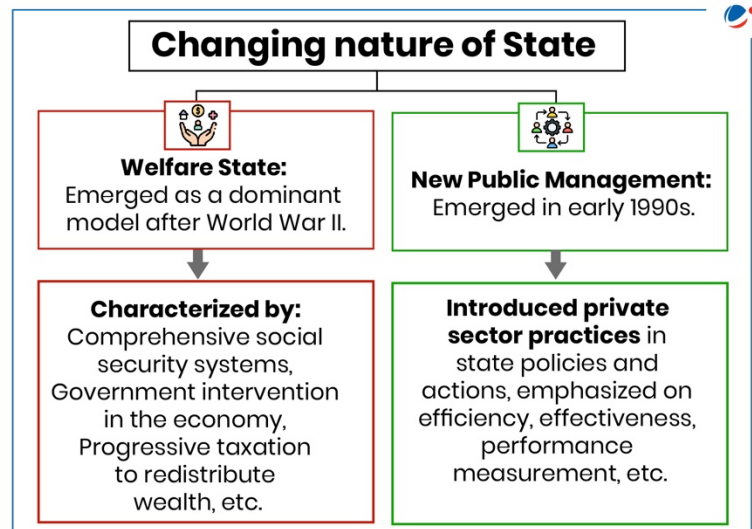 Changing nature of State
Welfare State:
Emerged as a dominant
model after World War II.
New Public Management:
Emerged in early 1990s.
Characterized by:
Comprehensive social
security systems,
Government intervention
in the economy,
Progressive taxation
to redistribute
wealth, etc.
Introduced private
sector practices in
state policies and
actions, emphasized on
efficiency, effectiveness,
performance
measurement, etc.